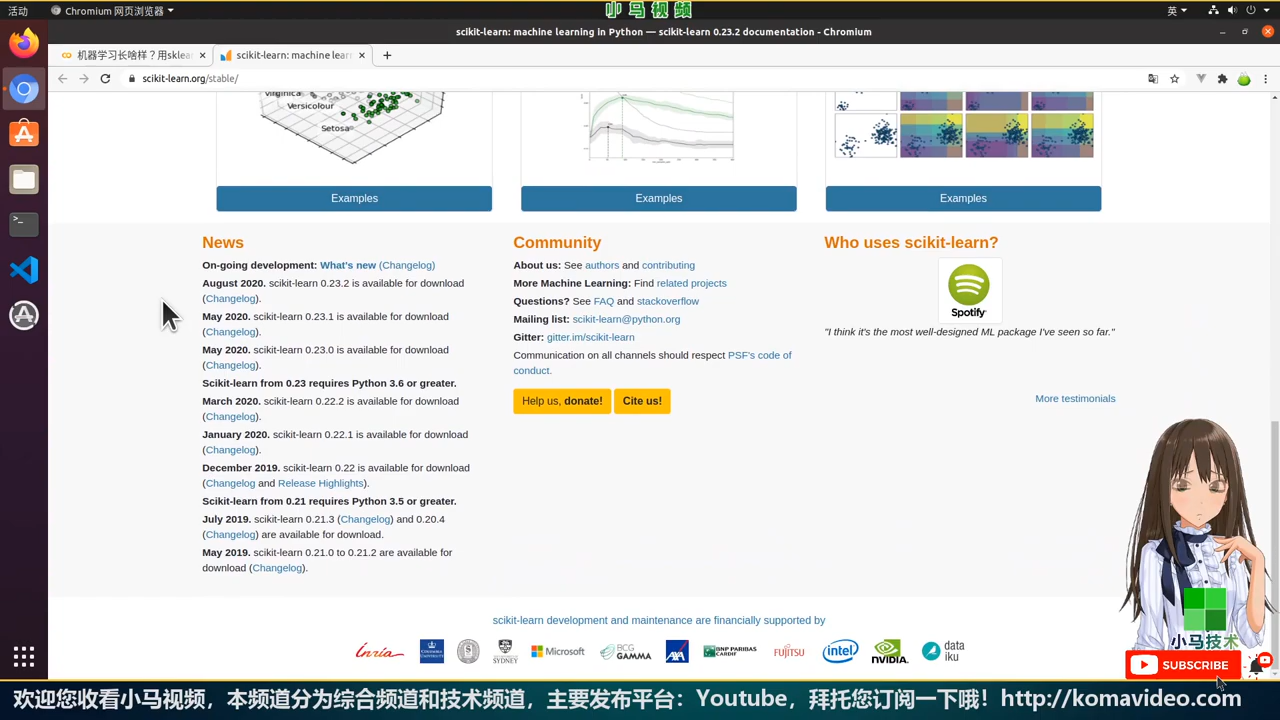 活动
Chromium 网页浏览器
小马视频
英
scikit-learn: machine learning in Python — scikit-learn 0.23.2 documentation - Chromium
机器学习长啥样？用sklea
scikit-learn: machine lear
scikit-learn.org/stable/
Virginica
Versicolour
Setosa
Examples
Examples
Examples
News
On-going development: What's new (Changelog)
August 2020. scikit-learn 0.23.2 is available for download
(Changelog).
May 2020. scikit-learn 0.23.1 is available for download
(Changelog).
May 2020. scikit-learn 0.23.0 is available for download
(Changelog).
Scikit-learn from 0.23 requires Python 3.6 or greater.
March 2020. scikit-learn 0.22.2 is available for download
(Changelog).
January 2020. scikit-learn 0.22.1 is available for download
(Changelog).
December 2019. scikit-learn 0.22 is available for download
(Changelog and Release Highlights).
Scikit-learn from 0.21 requires Python 3.5 or greater.
July 2019. scikit-learn 0.21.3 (Changelog) and 0.20.4
(Changelog) are available for download.
May 2019. scikit-learn 0.21.0 to 0.21.2 are available for
download (Changelog).
Community
About us: See authors and contributing
More Machine Learning: Find related projects
Questions? See FAQ and stackoverflow
Mailing list: scikit-learn@python.org
Gitter: gitter.im/scikit-learn
Communication on all channels should respect PSF's code of
conduct.
Help us, donate!
Cite us!
Who uses scikit-learn?
Spotify
"I think it's the most well-designed ML package I've seen so far."
More testimonials
scikit-learn development and maintenance are financially supported by
Inria
SYDNEY
Microsoft
BCG
GAMMA
AXA
BNP PARIBAS
CARDIF
FUJITSU
intel
NVIDIA
data
iku
小马技术
SUBSCRIBE
欢迎您收看小马视频，本频道分为综合频道和技术频道，主要发布平台：Youtube，拜托您订阅一下哦！http://komavideo.com